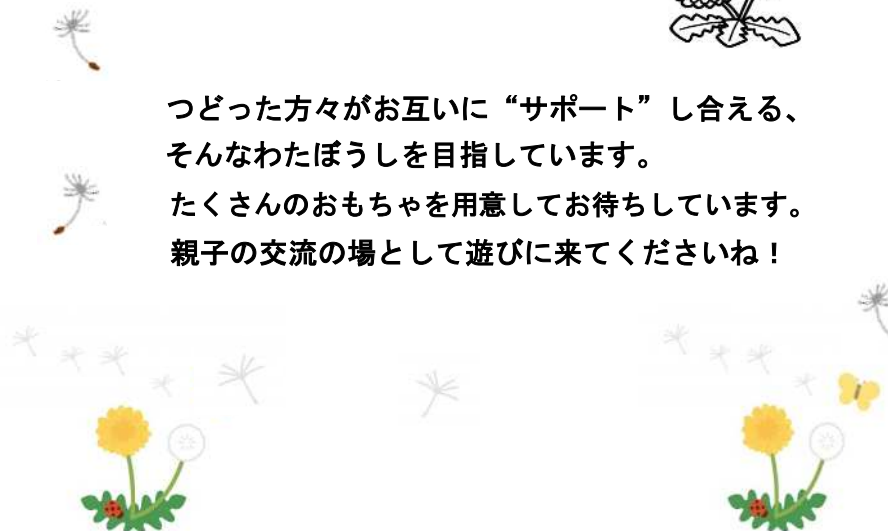 つどった方々がお互いに“サポート”し合える、
そんなわたぼうしを目指しています。
たくさんのおもちゃを用意してお待ちしています。
親子の交流の場として遊びに来てくださいね！